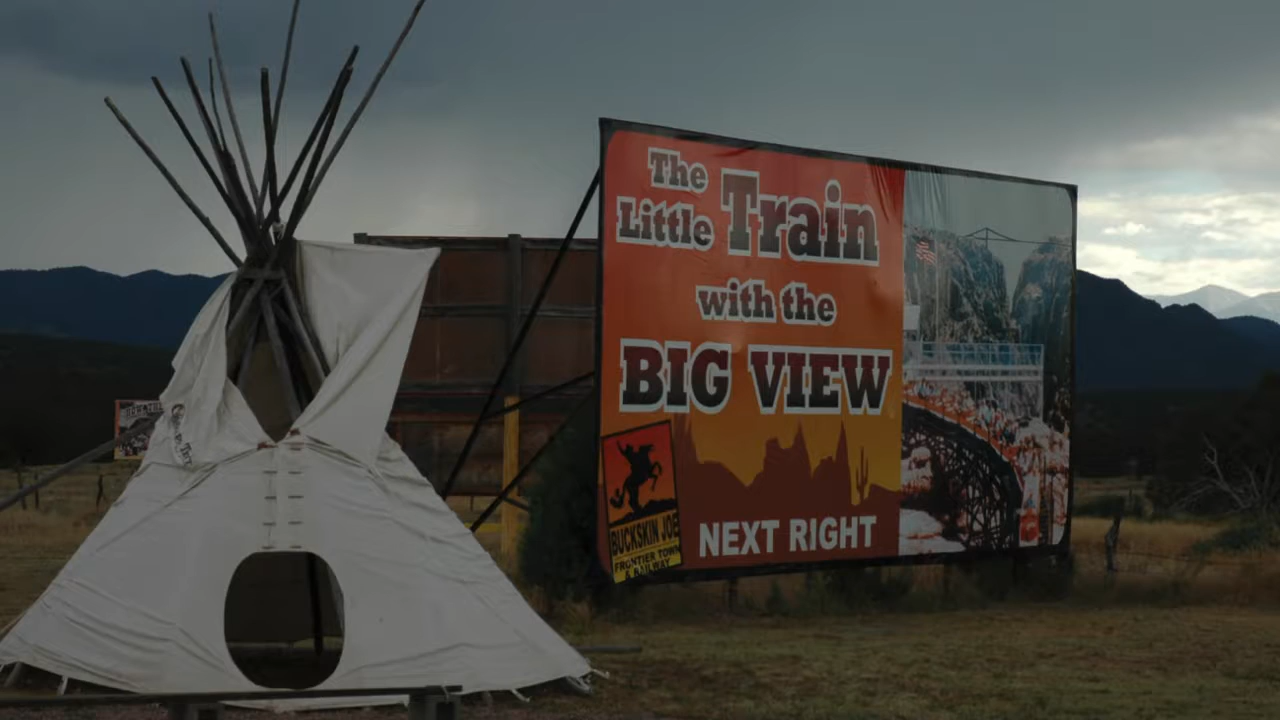 The
Little Train
with the
BIG VIEW
BUCKSKIN JOE
FRONTIER TOWN
& RAILWAY
NEXT RIGHT